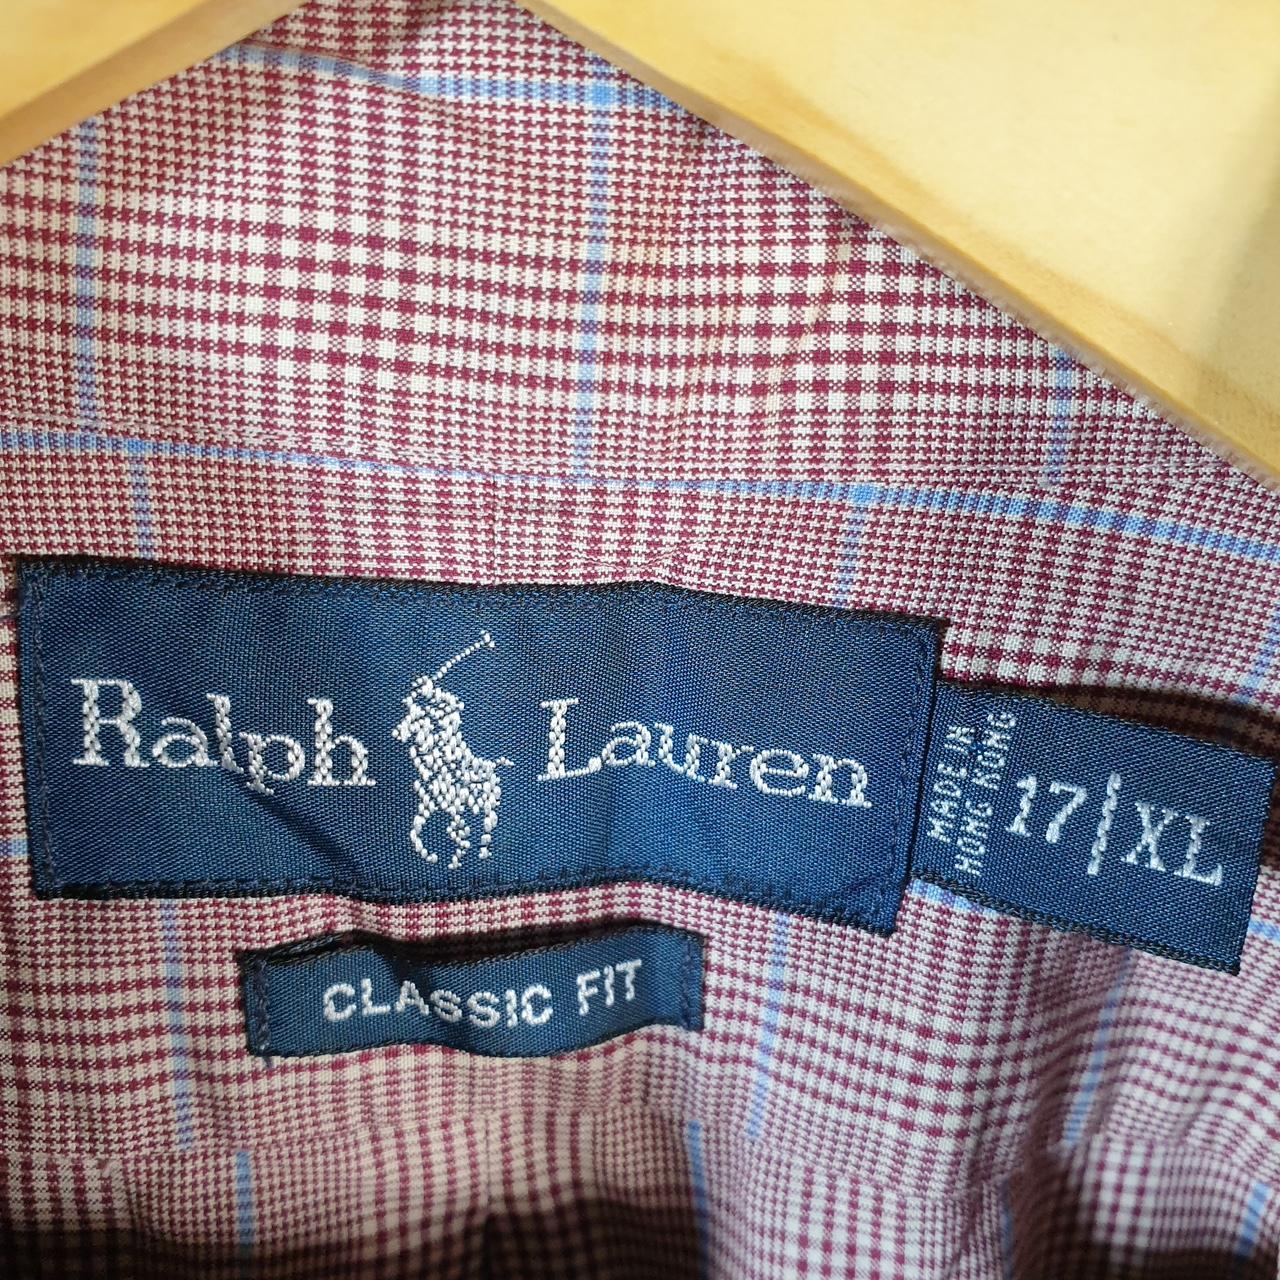 Ralph Lauren
MADE IN
HONG KONG
17|XL
CLASSIC FIT